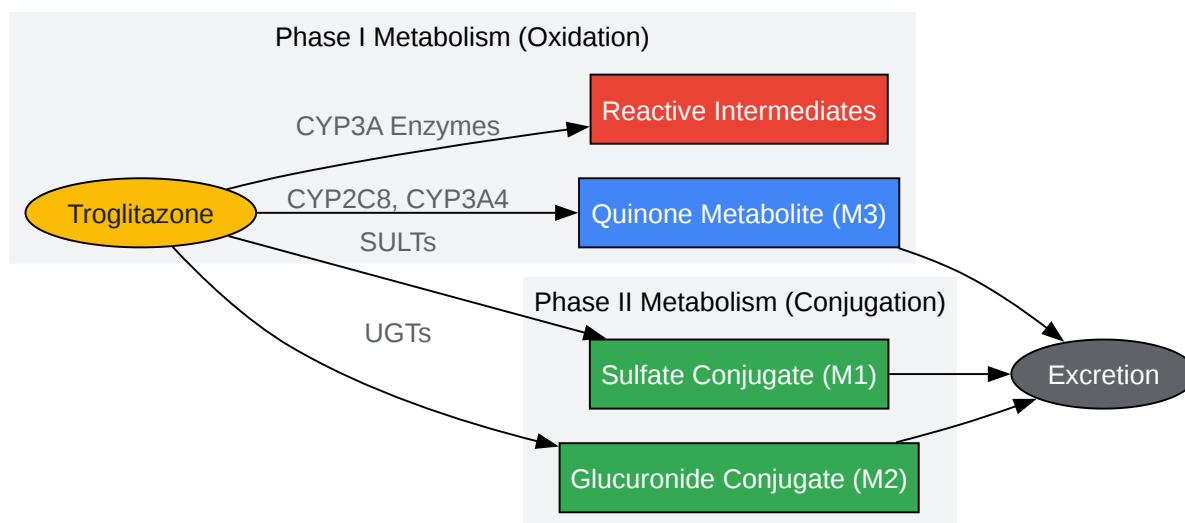 Phase I Metabolism (Oxidation)
Reactive Intermediates
CYP3A Enzymes
Troglitazone
CYP2C8, CYP3A4
Quinone Metabolite (M3)
SULTs
Phase II Metabolism (Conjugation)
UGTs
Sulfate Conjugate (M1)
Excretion
Glucuronide Conjugate (M2)